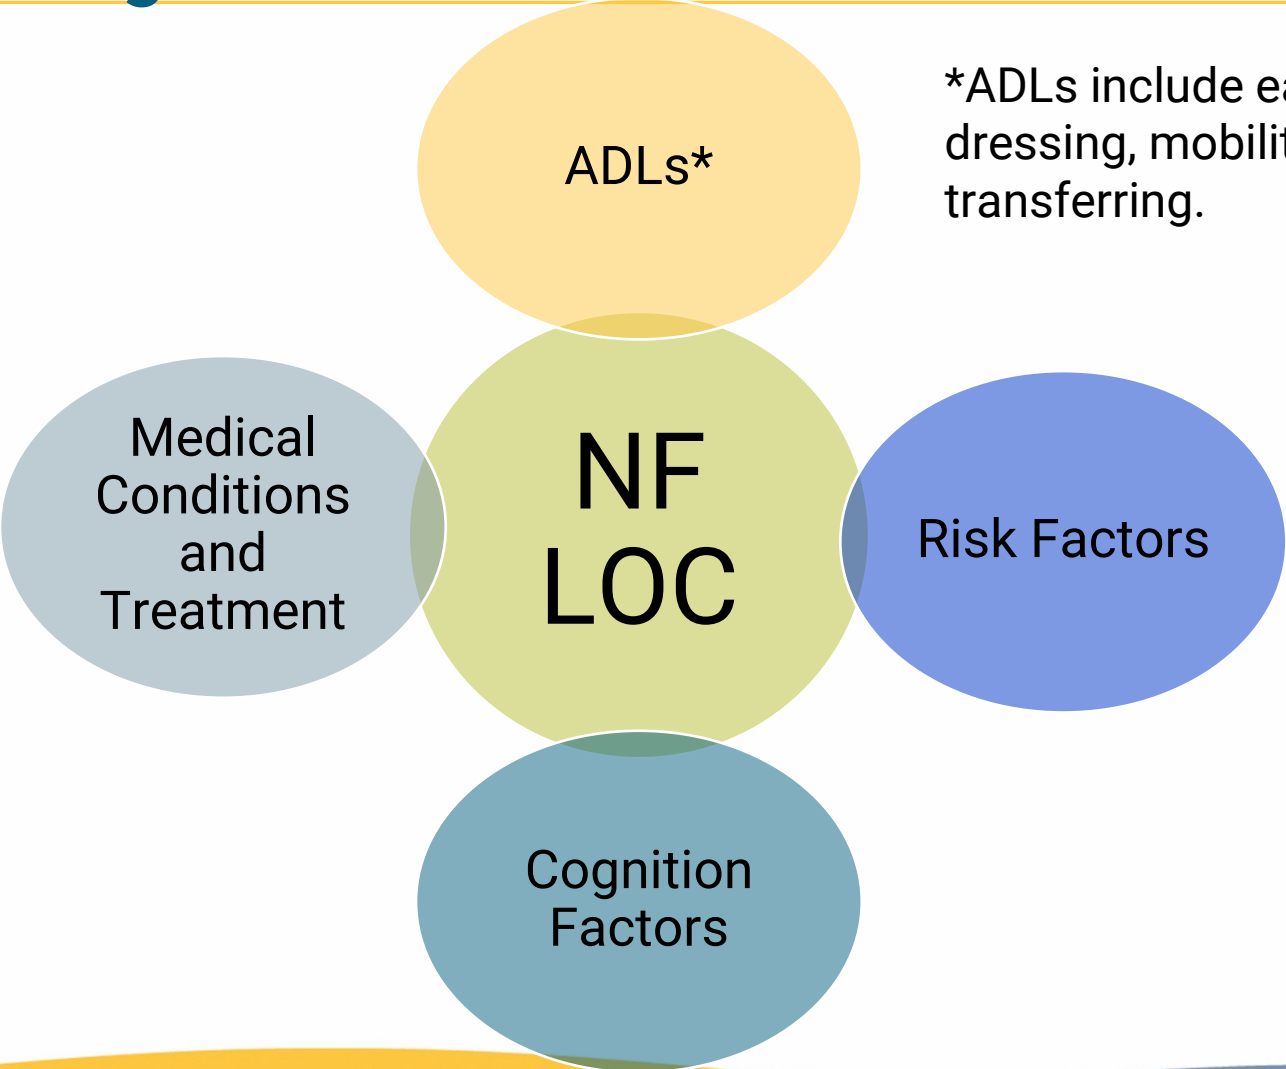 ADLs*
*ADLs include
dressing,
transferring.
NF
LOC
Medical
Conditions
and
Treatment
Risk Factors
Cognition
Factors